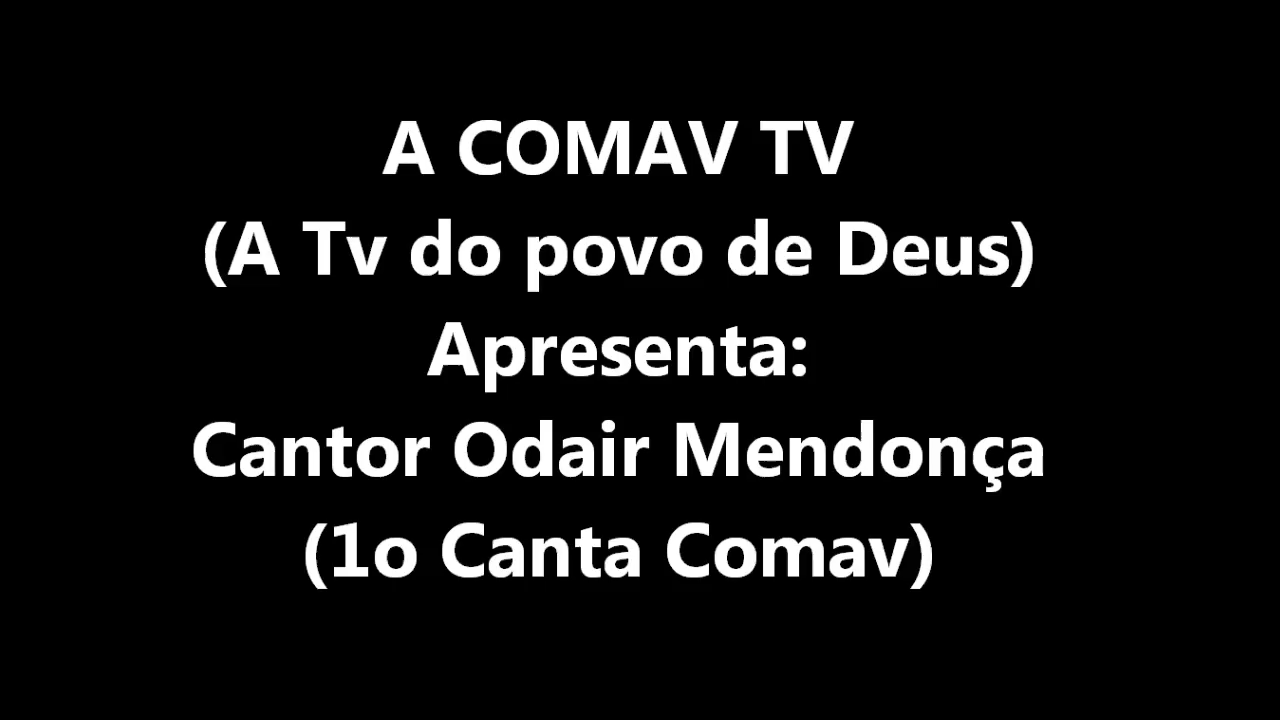 A COMAV TV
(A Tv do povo de Deus)
Apresenta:
Cantor Odair Mendonça
(1o Canta Comav)